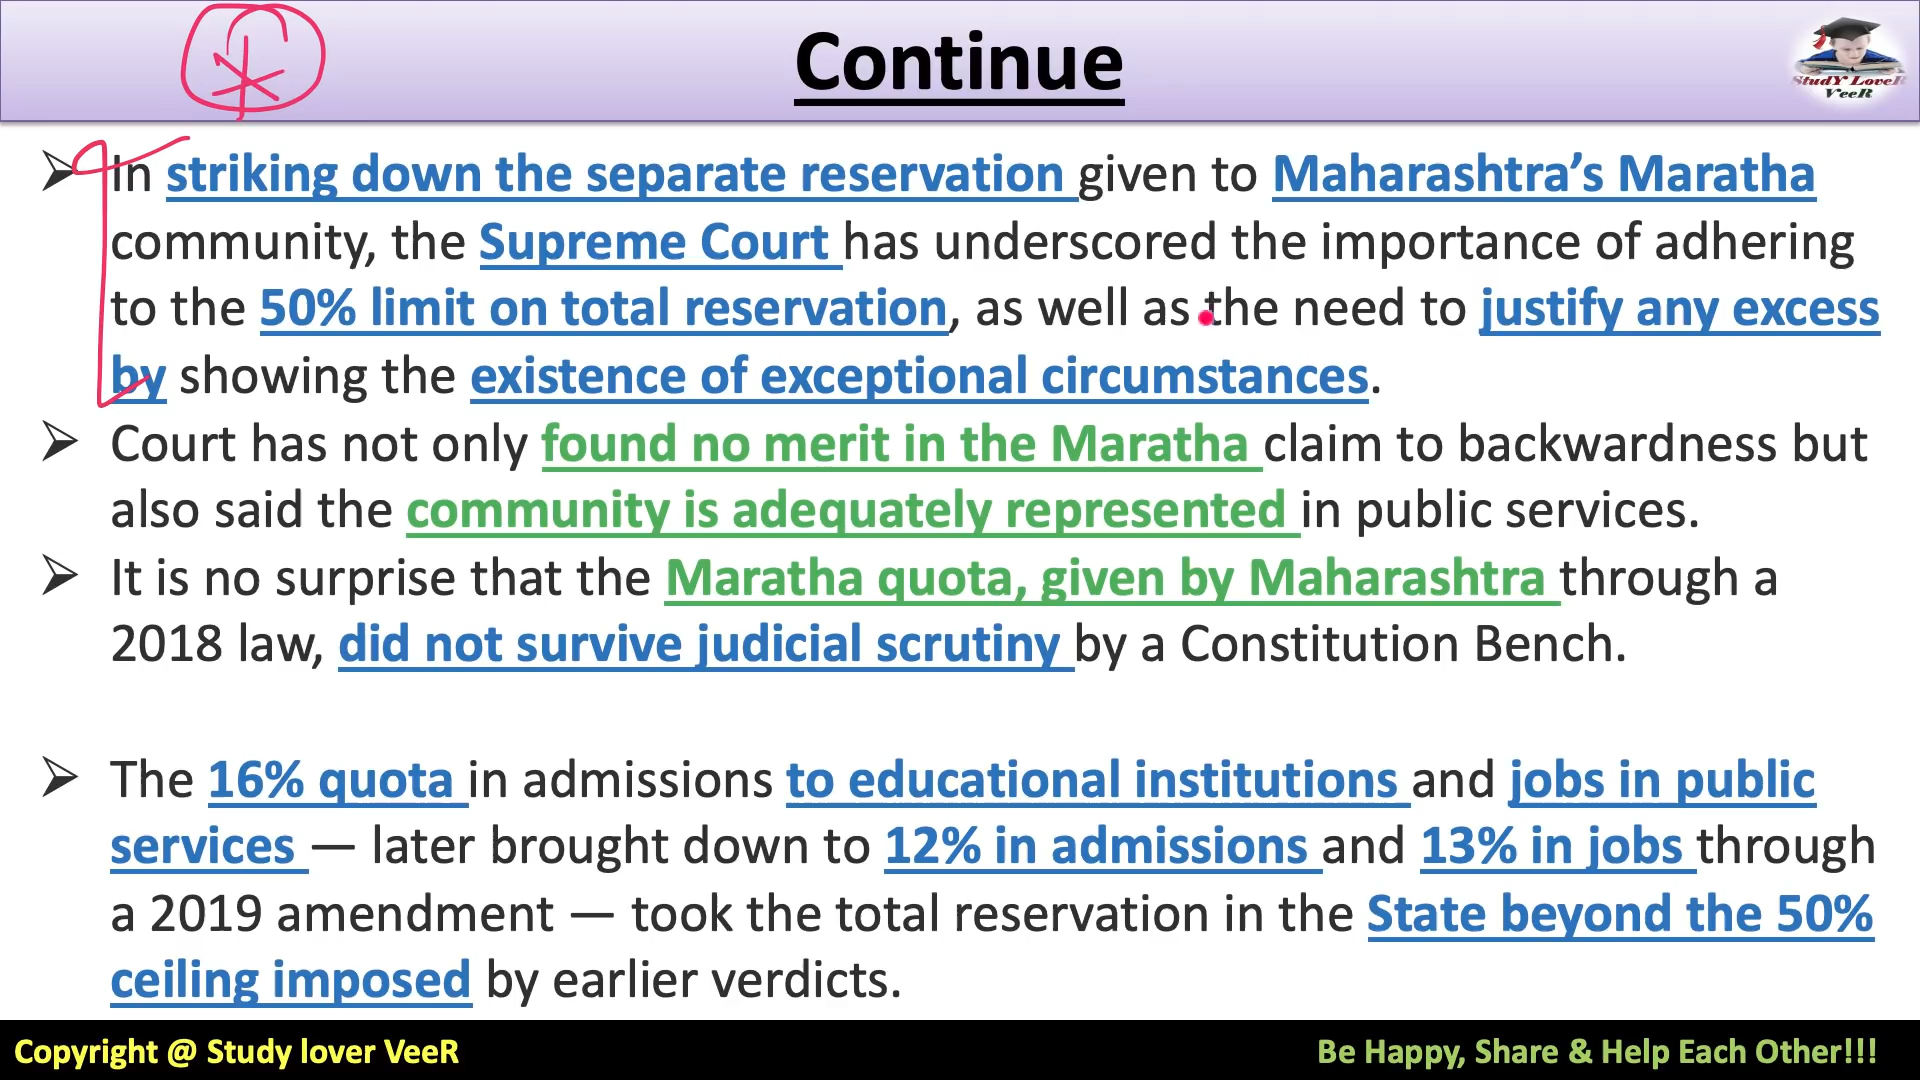 Continue
StudY LoveR
VeeR
➢ In striking down the separate reservation given to Maharashtra’s Maratha
community, the Supreme Court has underscored the importance of adhering
to the 50% limit on total reservation, as well as the need to justify any excess
by showing the existence of exceptional circumstances.
➢ Court has not only found no merit in the Maratha claim to backwardness but
also said the community is adequately represented in public services.
➢ It is no surprise that the Maratha quota, given by Maharashtra through a
2018 law, did not survive judicial scrutiny by a Constitution Bench.
➢ The 16% quota in admissions to educational institutions and jobs in public
services — later brought down to 12% in admissions and 13% in jobs through
a 2019 amendment — took the total reservation in the State beyond the 50%
ceiling imposed by earlier verdicts.
Copyright @ Study lover VeeR
Be Happy, Share & Help Each Other!!!